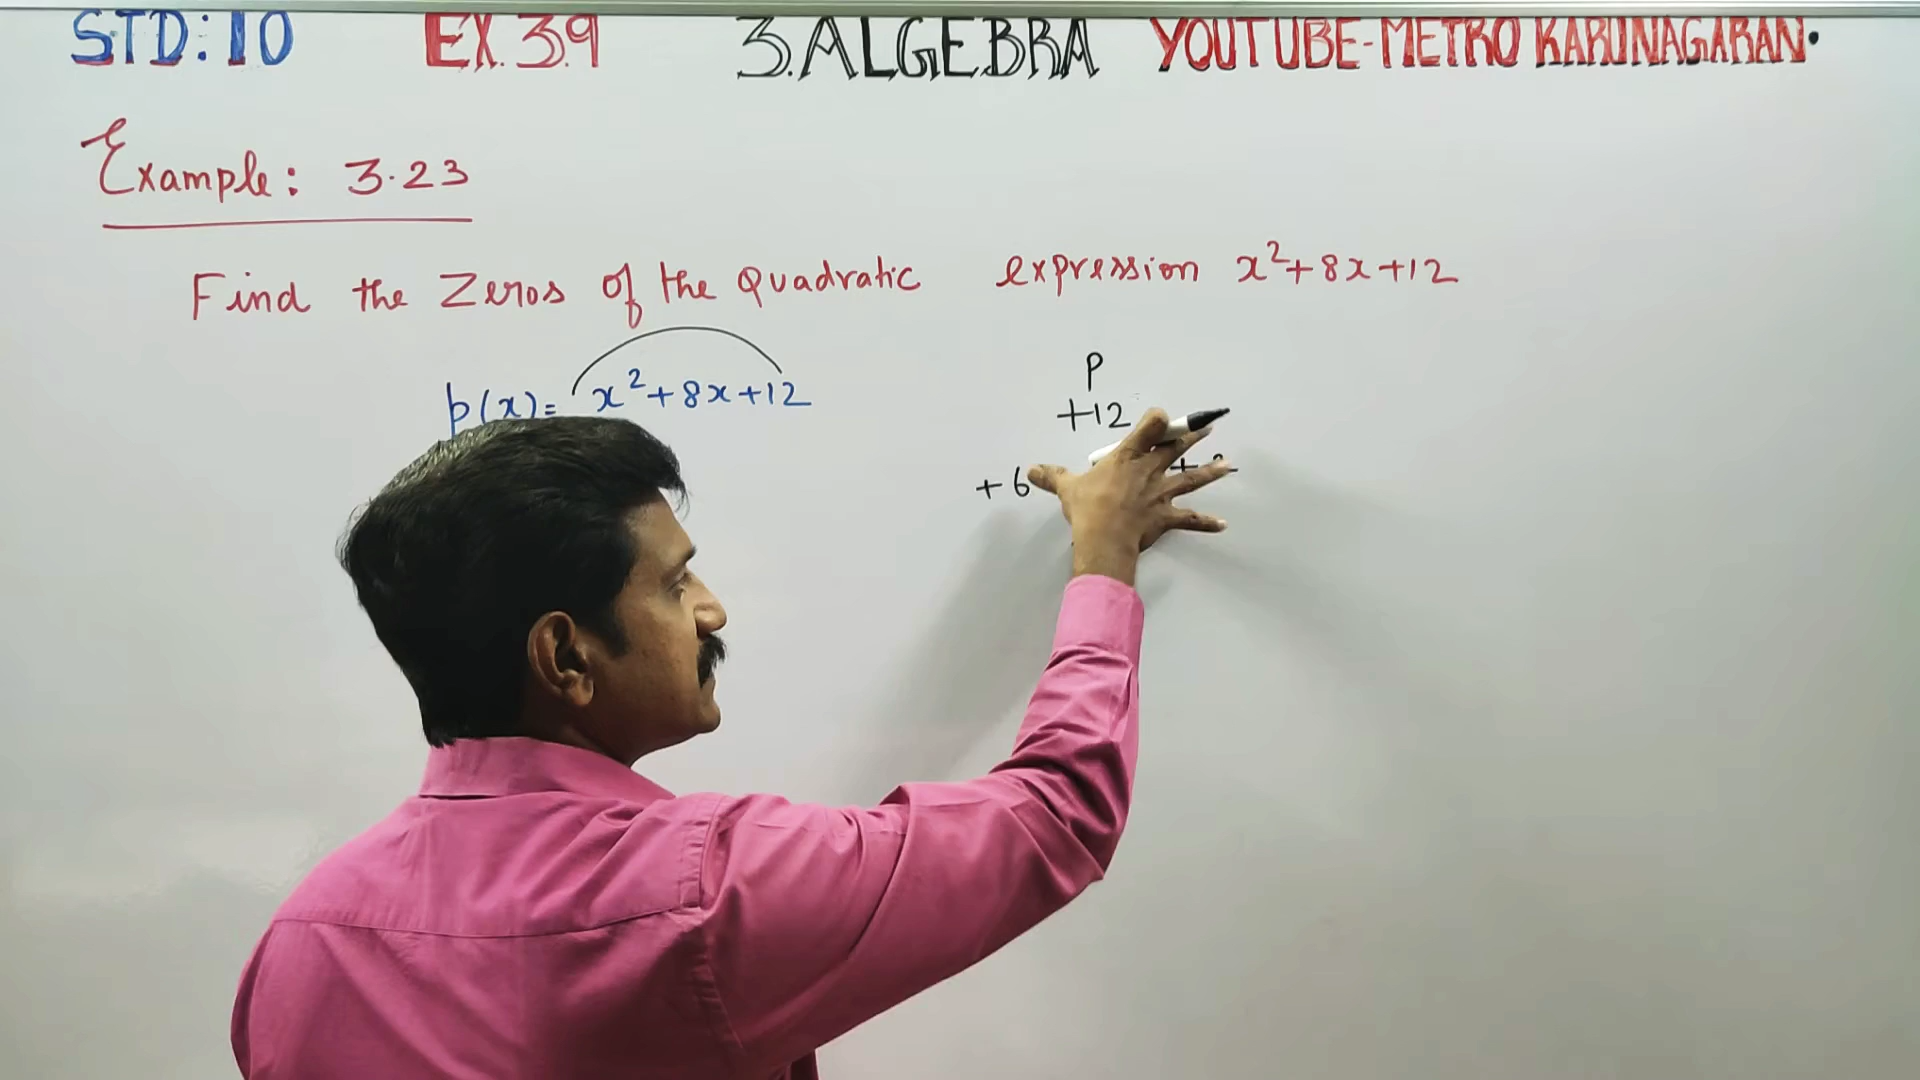 STD: 10 EX. 3.9 3. ALGEBRA YOUTUBE-METRO KARUNAGARAN.
Example: 3.23
Find the Zeros of the Quadratic expression x²+8x+12
p(x)= x²+8x+12
P
+12
+6 +2